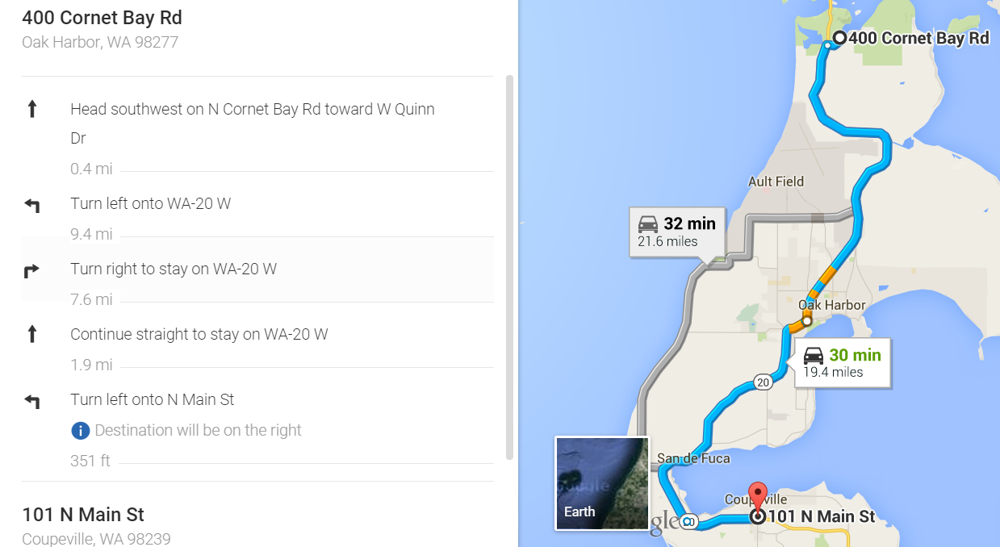 400 Cornet Bay Rd
Oak Harbor, WA 98277
Head southwest on N Cornet Bay Rd toward W Quinn
Dr
0.4 mi
Turn left onto WA-20 W
9.4 mi
Turn right to stay on WA-20 W
7.6 mi
Continue straight to stay on WA-20 W
1.9 mi
Turn left onto N Main St
Destination will be on the right
351 ft
101 N Main St
Coupeville, WA 98239
400 Cornet Bay Rd
Ault Field
32 min
21.6 miles
Oak Harbor
30 min
19.4 miles
20
San de Fuca
Google
Earth
gle
101 N Main St